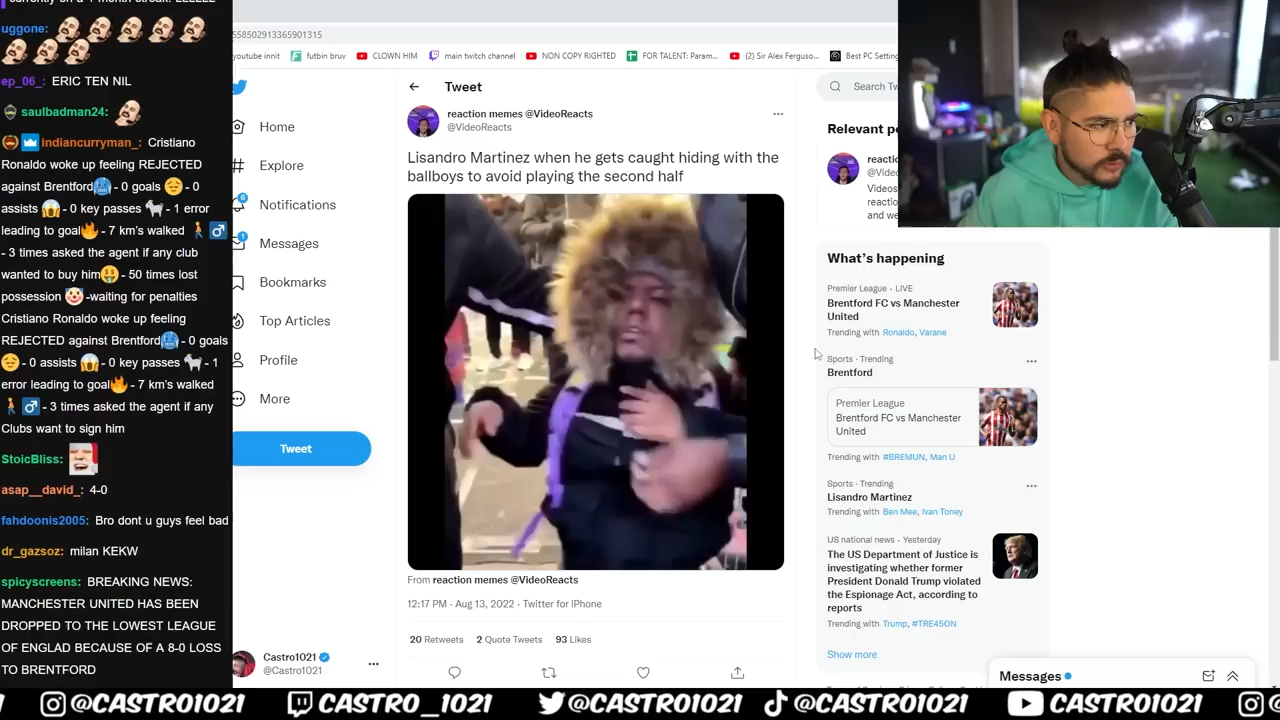 uggone:
ep_06_: ERIC TEN NIL
saulbadman24:
indiancurryman_: Cristiano
Ronaldo woke up feeling REJECTED
against Brentford🥶 - 0 goals 😔 - 0
assists 😱 - 0 key passes 🐐 - 1 error
leading to goal🔥 - 7 km's walked 🚶♂️
- 3 times asked the agent if any club
wanted to buy him🤑 - 50 times lost
possession 🤡 -waiting for penalties
Cristiano Ronaldo woke up feeling
REJECTED against Brentford🥶 - 0 goals
😔 - 0 assists 😱 - 0 key passes 🐐 - 1
error leading to goal🔥 - 7 km's walked
🚶♂️ - 3 times asked the agent if any
Clubs want to sign him
StoicBliss:
asap__david_: 4-0
fahdoonis2005: Bro dont u guys feel bad
dr_gazsoz: milan KEKW
spicyscreens: BREAKING NEWS:
MANCHESTER UNITED HAS BEEN
DROPPED TO THE LOWEST LEAGUE
OF ENGLAD BECAUSE OF A 8-0 LOSS
TO BRENTFORD
558502913365901315
youtube innit
futbin bruv
CLOWN HIM
main twitch channel
NON COPY RIGHTED
FOR TALENT: Param...
(2) Sir Alex Ferguso...
Best PC Setting
Home
Explore
6
Notifications
1
Messages
Bookmarks
Top Articles
Profile
More
Tweet
Castro1021
@Castro1021
Tweet
reaction memes @VideoReacts
@VideoReacts
Lisandro Martinez when he gets caught hiding with the
ballboys to avoid playing the second half
From reaction memes @VideoReacts
12:17 PM · Aug 13, 2022 · Twitter for iPhone
20 Retweets 2 Quote Tweets 93 Likes
Search Tw
Relevant pe
reactio
@Video
Videos
reactio
and we
What's happening
Premier League · LIVE
Brentford FC vs Manchester
United
Trending with Ronaldo, Varane
Sports · Trending
Brentford
Premier League
Brentford FC vs Manchester
United
Trending with #BREMUN, Man U
Sports · Trending
Lisandro Martinez
Trending with Ben Mee, Ivan Toney
US national news · Yesterday
The US Department of Justice is
investigating whether former
President Donald Trump violated
the Espionage Act, according to
reports
Trending with Trump, #TRE45ON
Show more
Messages
@CASTRO1021 CASTRO_1021 @CASTRO1021 @CASTRO1021 CASTRO1021